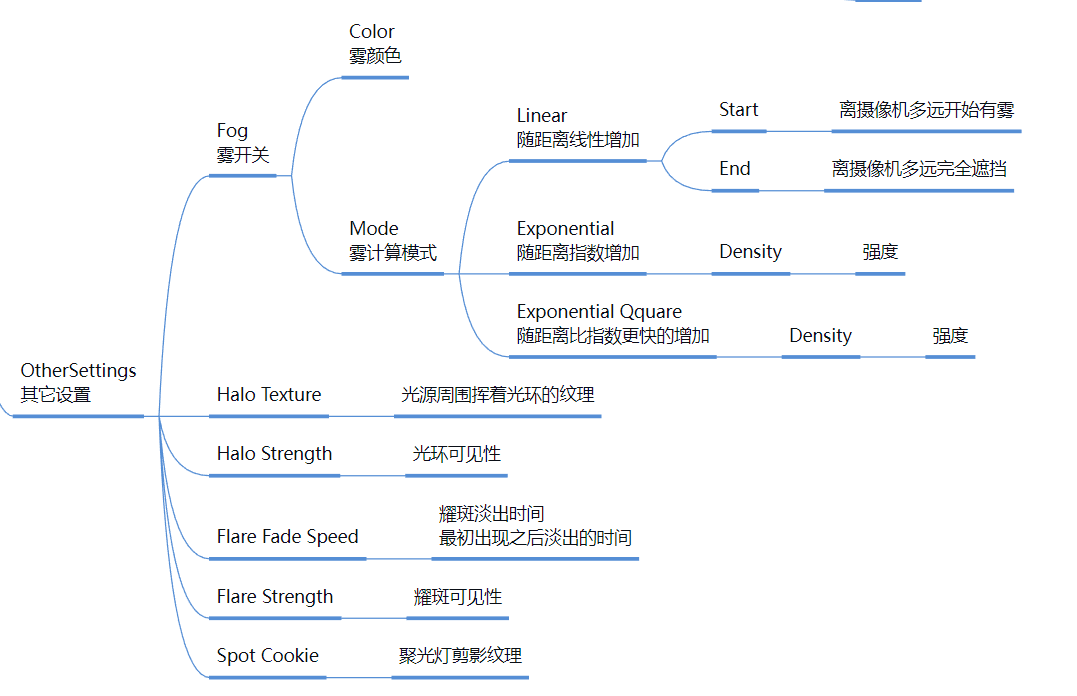 OtherSettings
其它设置
Fog
雾开关
Color
雾颜色
Mode
雾计算模式
Linear
随距离线性增加
Start
离摄像机多远开始有雾
End
离摄像机多远完全遮挡
Exponential
随距离指数增加
Density
强度
Exponential Qquare
随距离比指数更快的增加
Density
强度
Halo Texture
光源周围挥着光环的纹理
Halo Strength
光环可见性
Flare Fade Speed
耀斑淡出时间
最初出现之后淡出的时间
Flare Strength
耀斑可见性
Spot Cookie
聚光灯剪影纹理